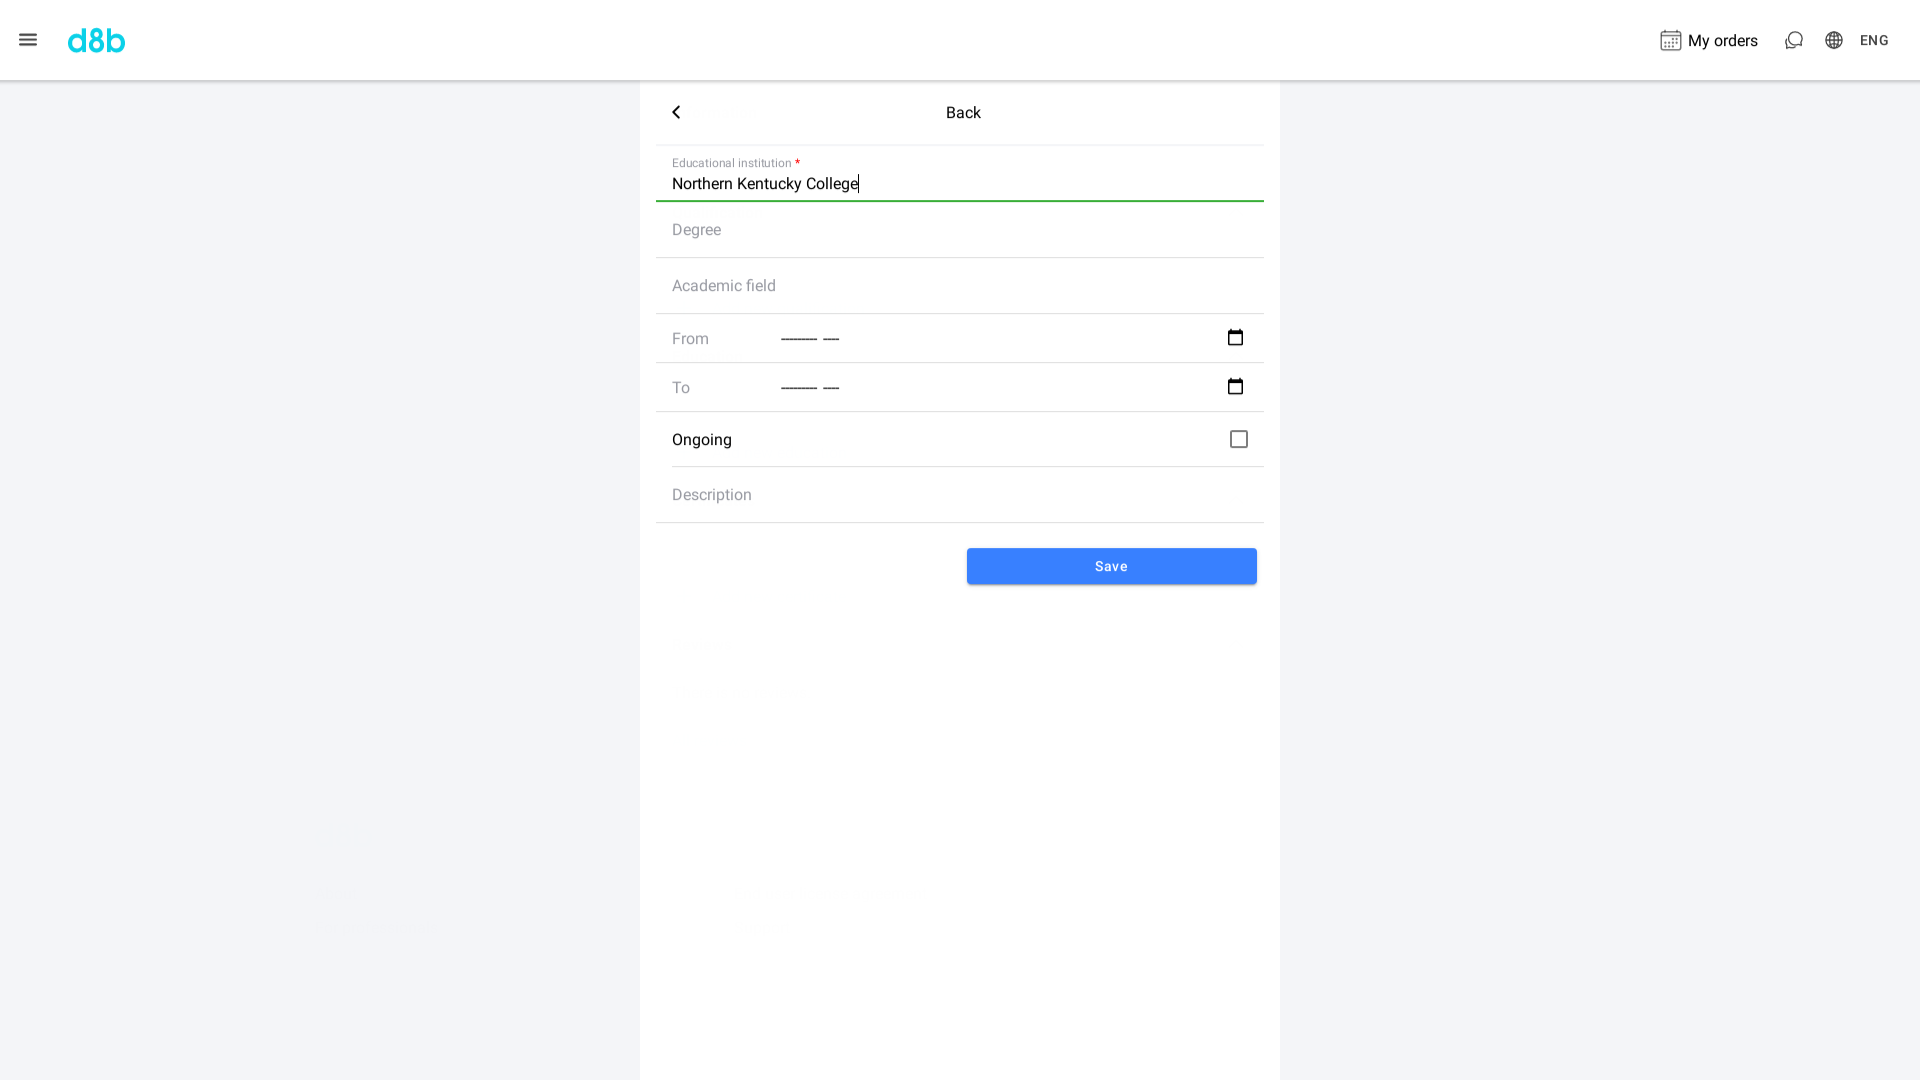 d8b
My orders
ENG
Back
Educational institution *
Northern Kentucky College
Degree
Academic field
From --------- ----
To --------- ----
Ongoing
Description
Save